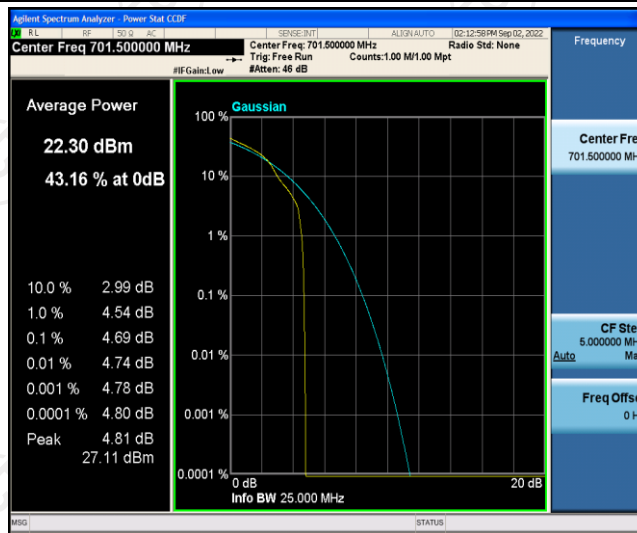 Agilent Spectrum Analyzer - Power Stat CCDF
RL RF 50 Ω AC SENSE:INT ALIGN AUTO 02:12:58 PM Sep 02, 2022
Center Freq 701.500000 MHz
Center Freq: 701.500000 MHz Radio Std: None
Trig: Free Run Counts:1.00 M/1.00 Mpt
#IFGain:Low #Atten: 46 dB
Frequency
Average Power
22.30 dBm
43.16 % at 0dB
10.0 % 2.99 dB
1.0 % 4.54 dB
0.1 % 4.69 dB
0.01 % 4.74 dB
0.001 % 4.78 dB
0.0001 % 4.80 dB
Peak 4.81 dB
27.11 dBm
Gaussian
100 %
10 %
1 %
0.1 %
0.01 %
0.001 %
0.0001 %
0 dB 20 dB
Info BW 25.000 MHz
Center Fre
701.500000 MH
CF Ste
5.000000 MH
Auto Ma
Freq Offse
0 H
MSG STATUS